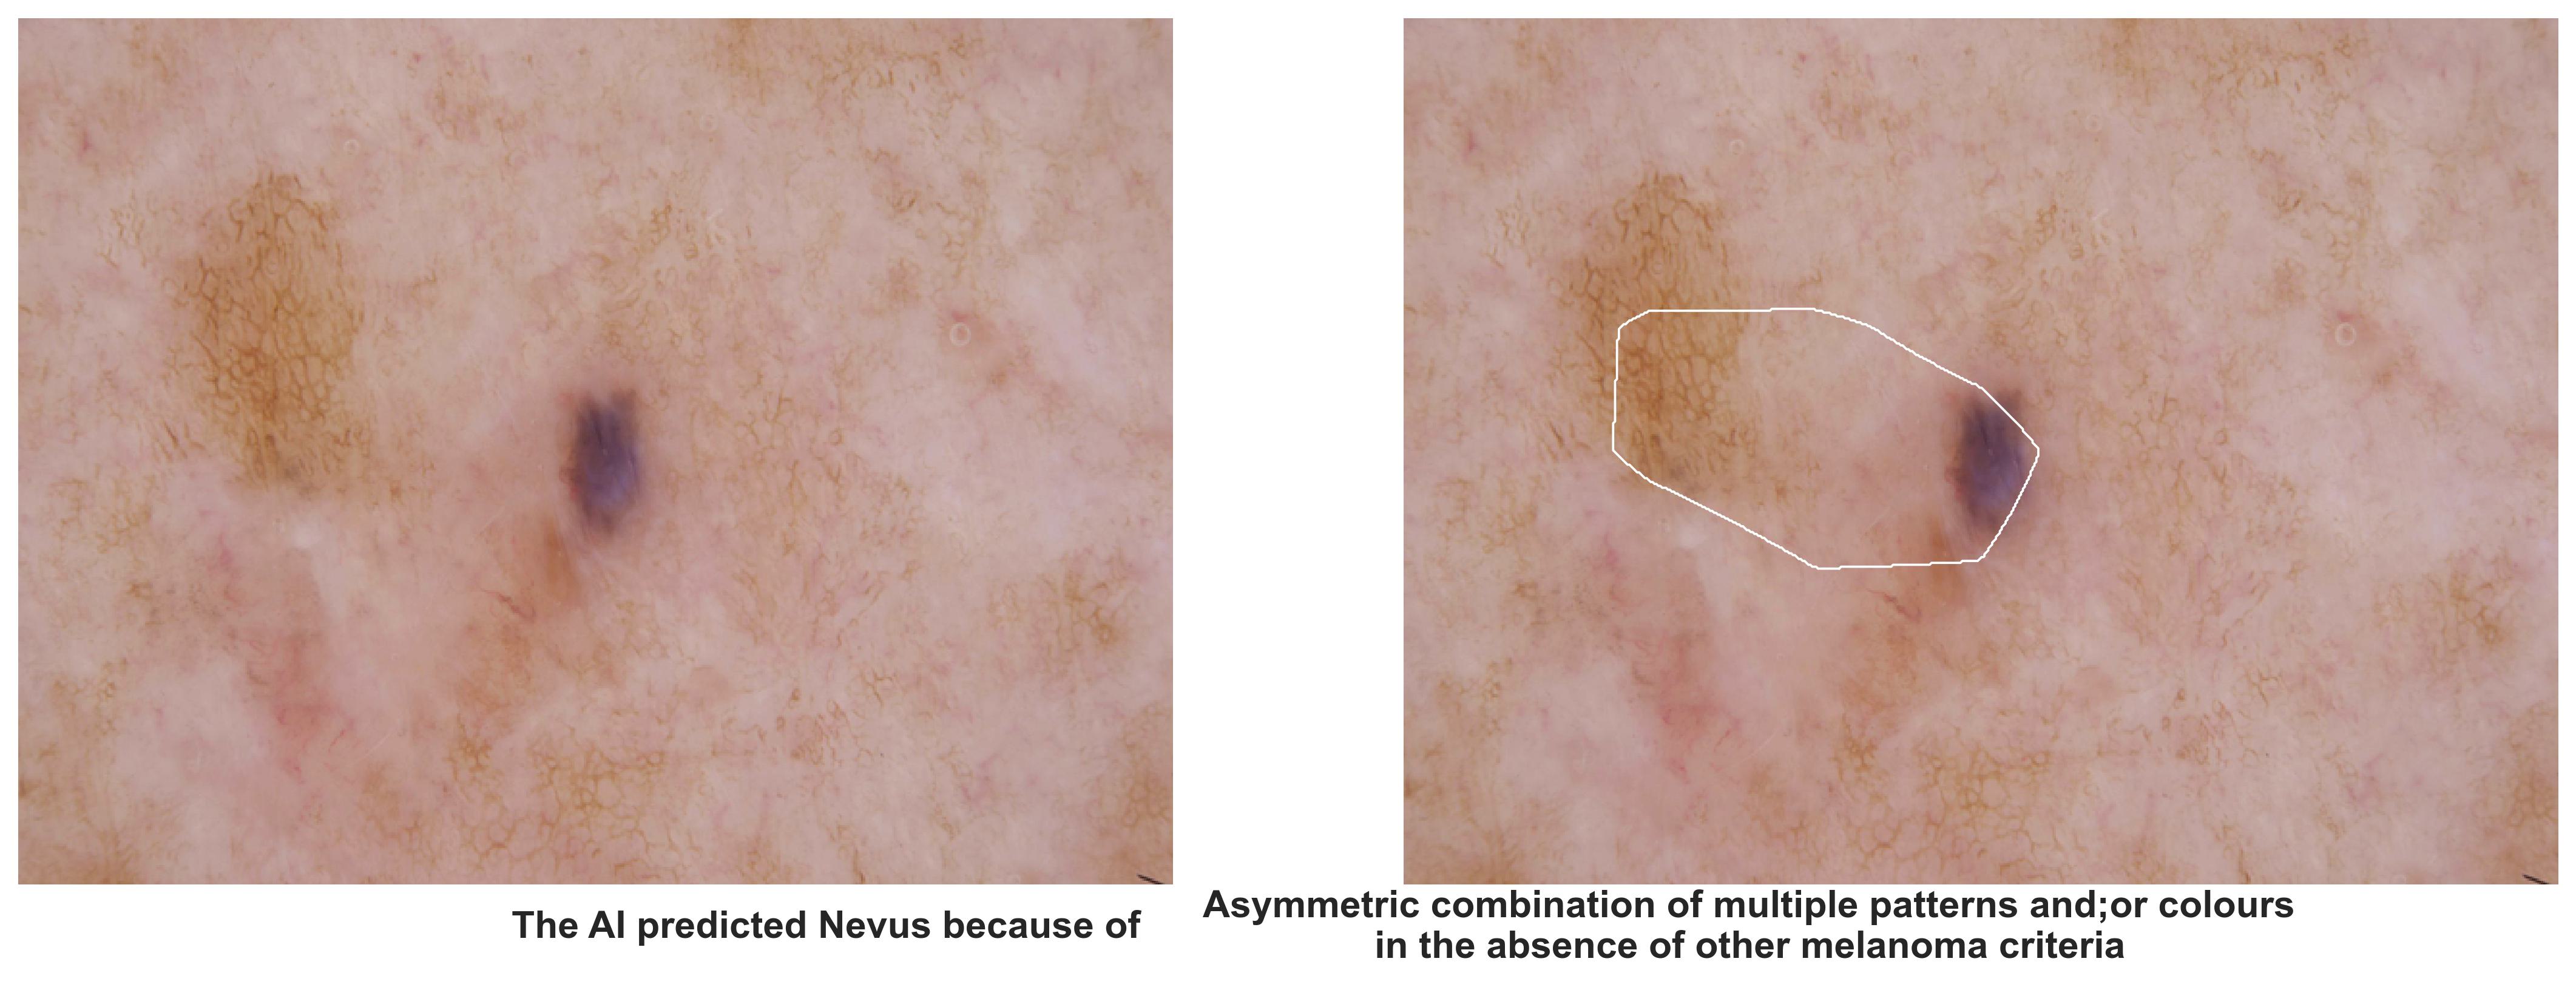 The AI predicted Nevus because of
Asymmetric combination of multiple patterns and;or colours
in the absence of other melanoma criteria